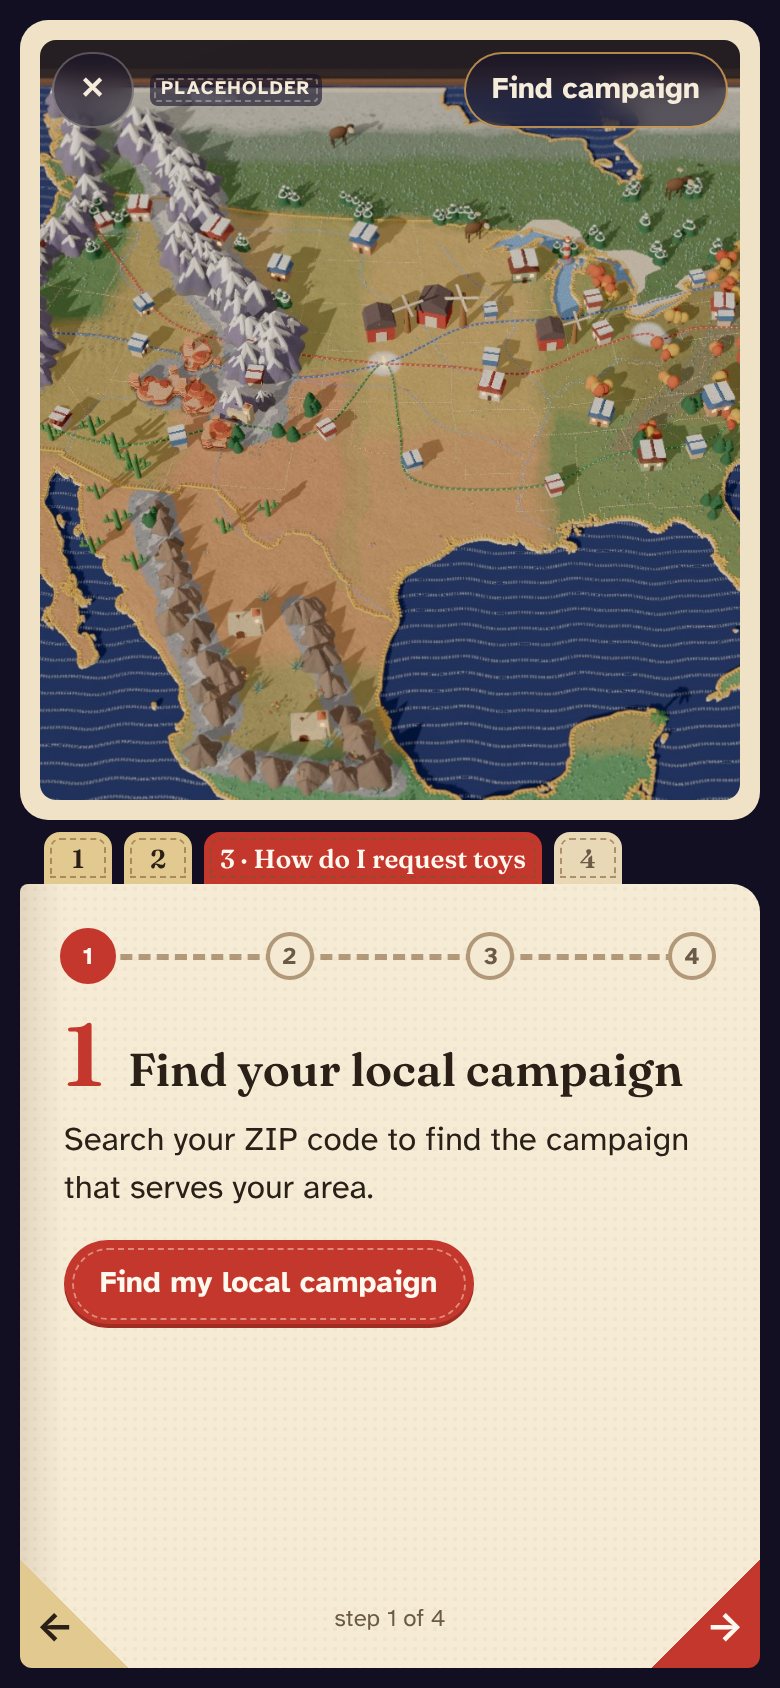 ✕
PLACEHOLDER
Find campaign
1
2
3 · How do I request toys
4
1
2
3
4
1 Find your local campaign
Search your ZIP code to find the campaign
that serves your area.
Find my local campaign
← step 1 of 4 →